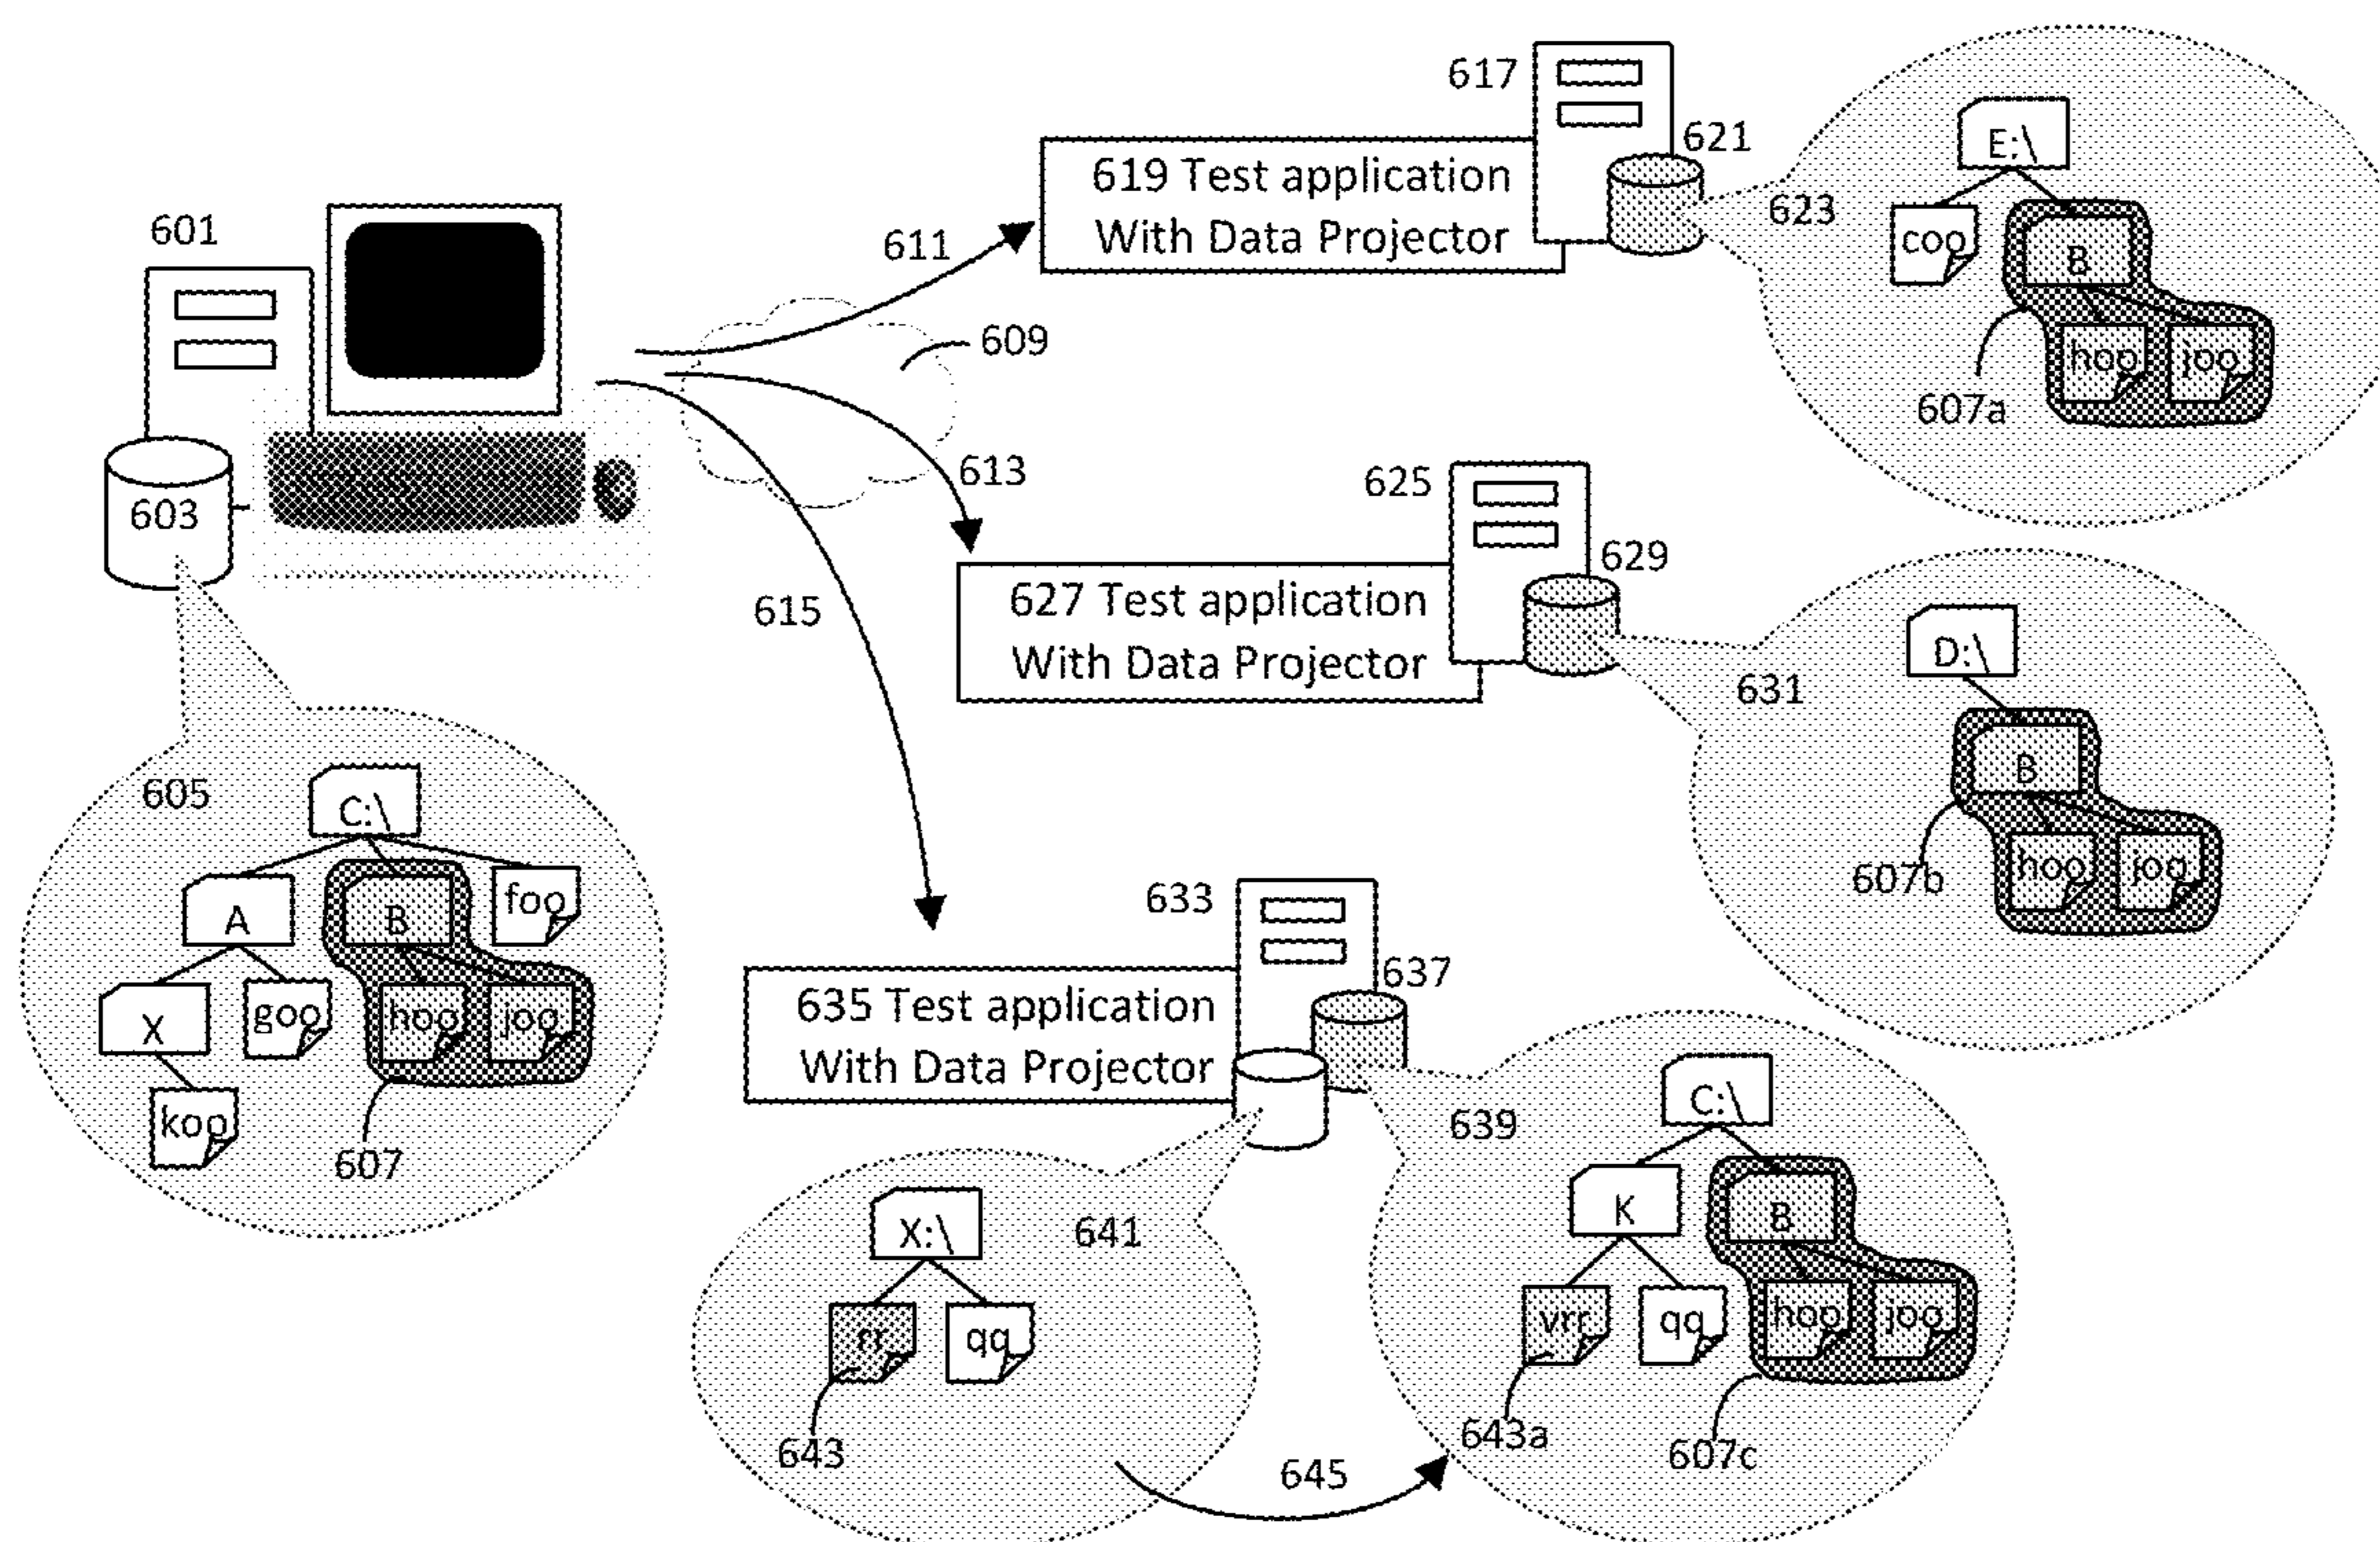 617
621
619 Test application
With Data Projector
623
E:\
coo
B
hoo
joo
607a
601
603
611
609
613
615
625
629
627 Test application
With Data Projector
631
D:\
B
hoo
joo
607b
605
C:\
A
B
foo
X
goo
hoo
joo
koo
607
633
637
635 Test application
With Data Projector
639
C:\
K
B
vrr
qq
hoo
joo
643a
607c
641
X:\
rr
qq
643
645